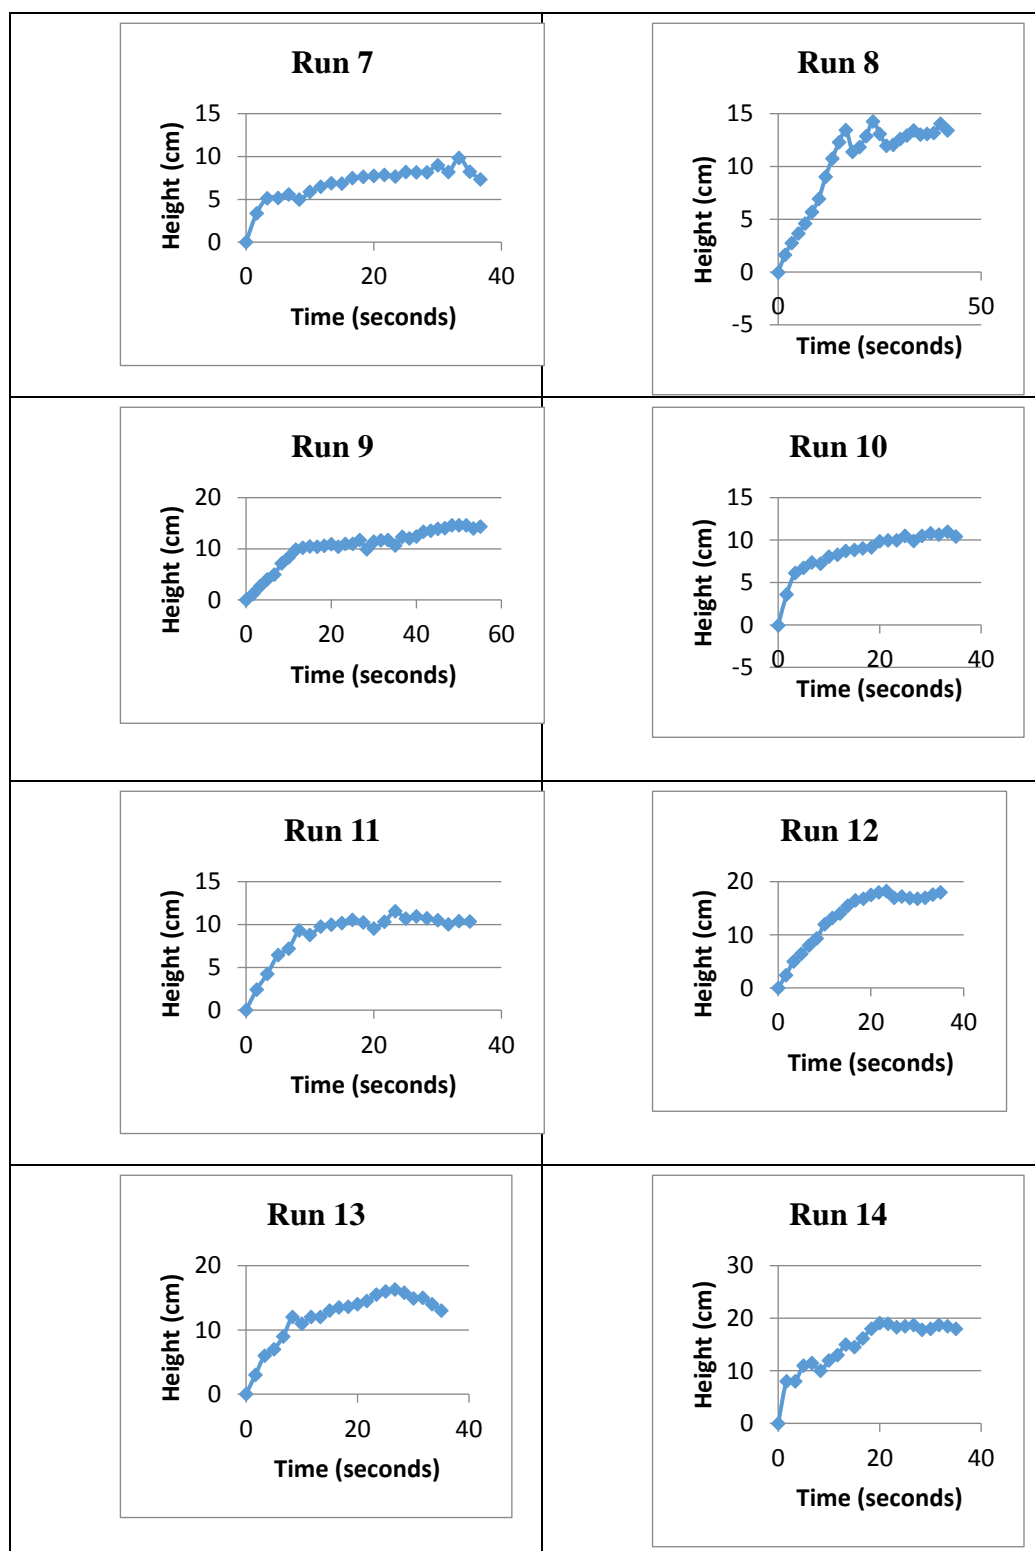 Run 7
15
10
5
0
0 20 40
Height (cm)
Time (seconds)
Run 8
15
10
5
0
-5
0 50
Height (cm)
Time (seconds)
Run 9
20
10
0
0 20 40 60
Height (cm)
Time (seconds)
Run 10
15
10
5
0
-5
0 20 40
Height (cm)
Time (seconds)
Run 11
15
10
5
0
0 20 40
Height (cm)
Time (seconds)
Run 12
20
10
0
0 20 40
Height (cm)
Time (seconds)
Run 13
20
10
0
0 20 40
Height (cm)
Time (seconds)
Run 14
30
20
10
0
0 20 40
Height (cm)
Time (seconds)